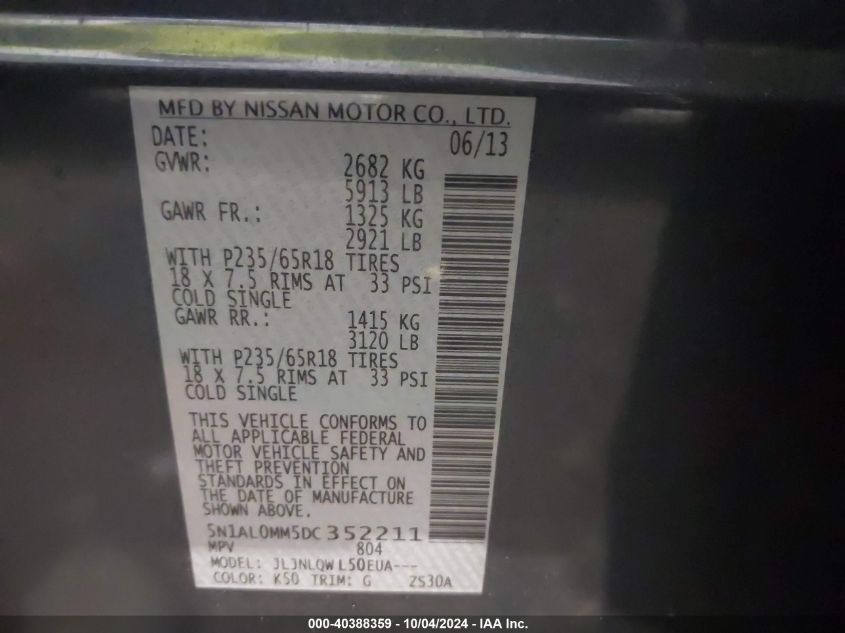 MFD BY NISSAN MOTOR CO., LTD.
DATE: 06/13
GVWR: 2682 KG
5913 LB
GAWR FR.: 1325 KG
2921 LB
WITH P235/65R18 TIRES
18 X 7.5 RIMS AT 33 PSI
COLD SINGLE
GAWR RR.: 1415 KG
3120 LB
WITH P235/65R18 TIRES
18 X 7.5 RIMS AT 33 PSI
COLD SINGLE
THIS VEHICLE CONFORMS TO
ALL APPLICABLE FEDERAL
MOTOR VEHICLE SAFETY AND
THEFT PREVENTION
STANDARDS IN EFFECT ON
THE DATE OF MANUFACTURE
SHOWN ABOVE.
5N1AL0MM5DC352211
MPV 804
MODEL: JLJNLQW L50EUA---
COLOR: K50 TRIM: G 2S30A
000-40388359 - 10/04/2024 - IAA Inc.